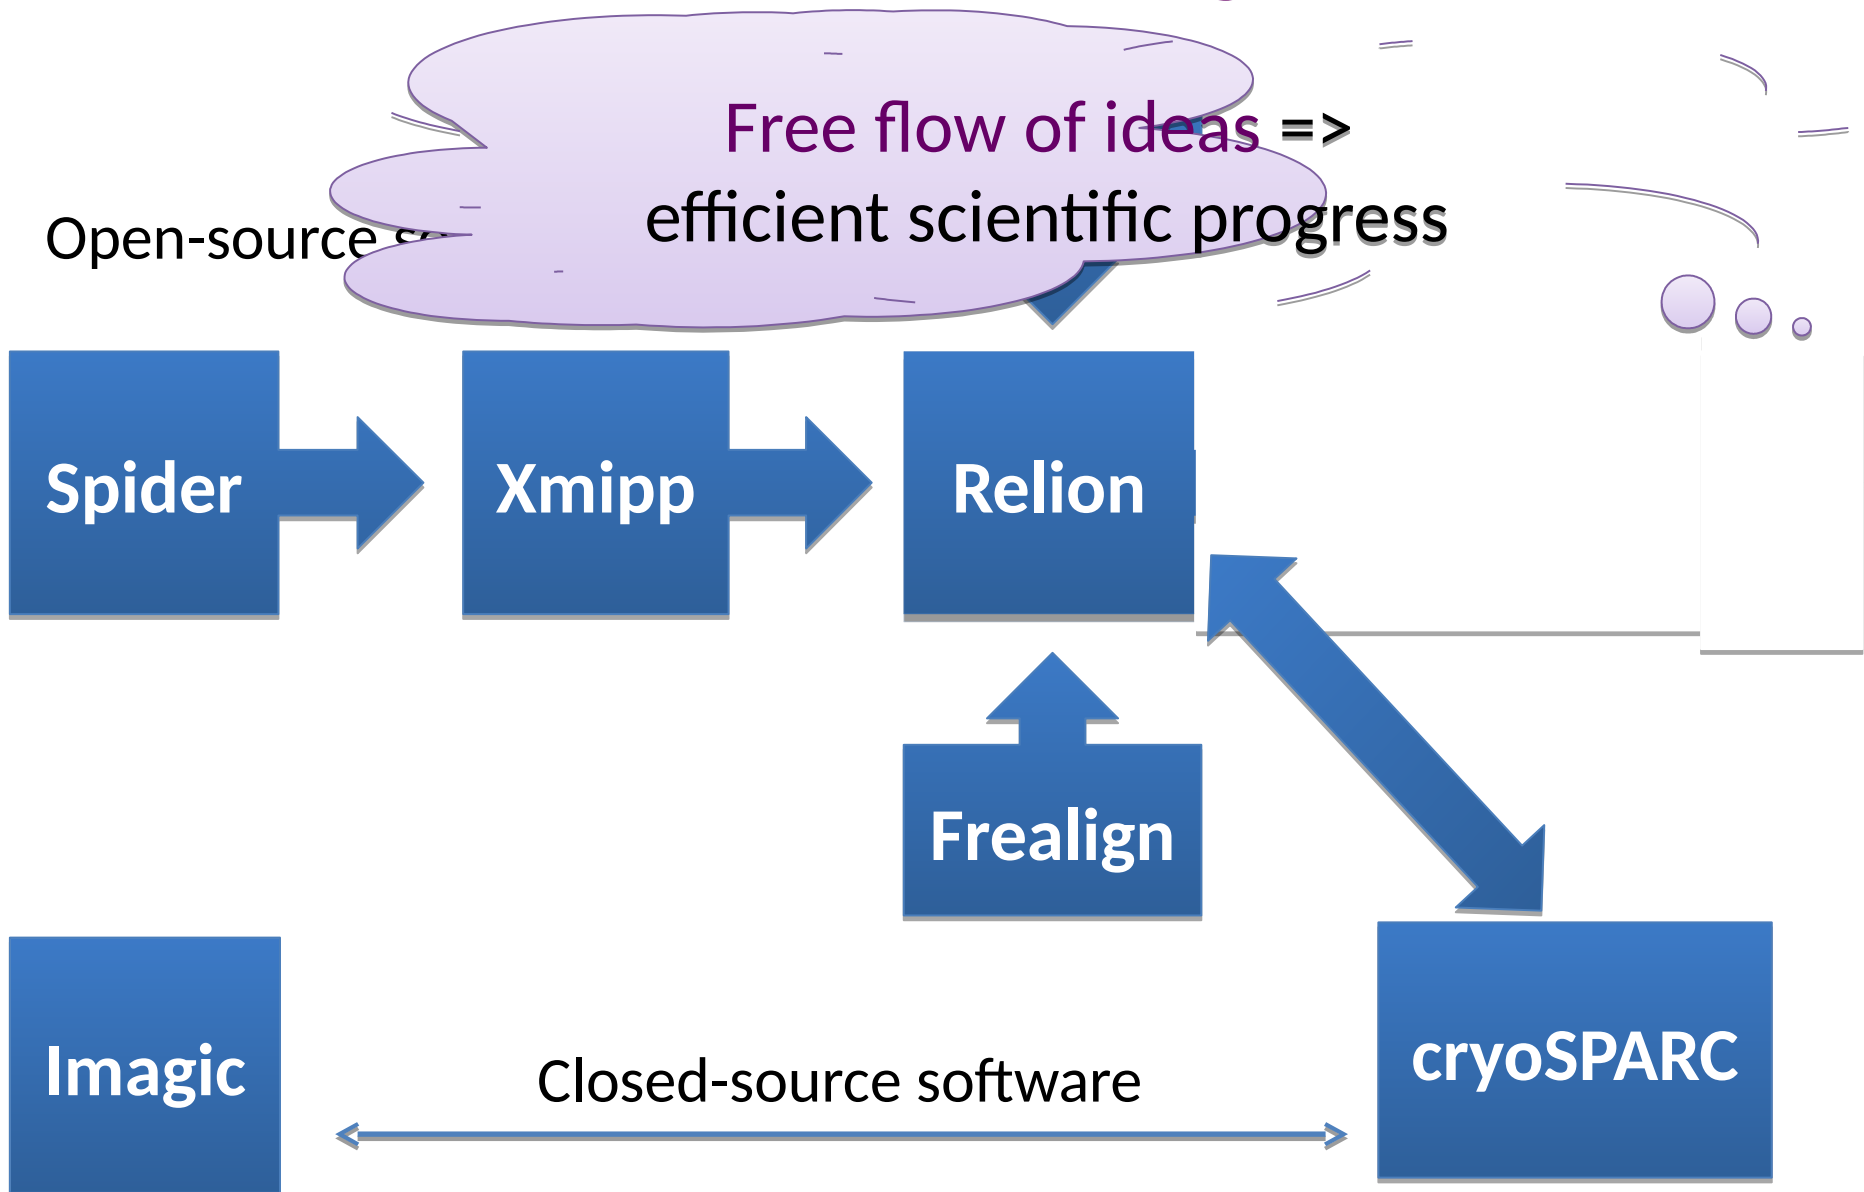 Free flow of ideas =>
efficient scientific progress
Open-source
Spider
Xmipp
Relion
Frealign
Imagic
Closed-source software
cryoSPARC